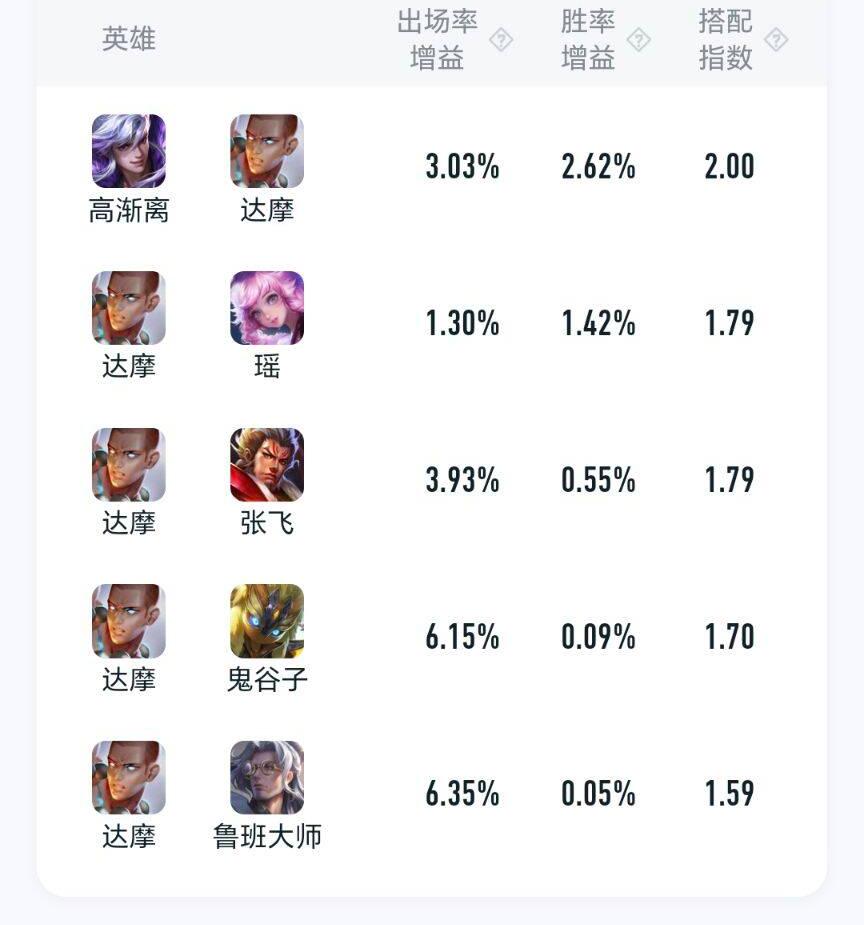 英雄
出场率
增益
胜率
增益
搭配
指数
高渐离 达摩 3.03% 2.62% 2.00
达摩 瑶 1.30% 1.42% 1.79
达摩 张飞 3.93% 0.55% 1.79
达摩 鬼谷子 6.15% 0.09% 1.70
达摩 鲁班大师 6.35% 0.05% 1.59